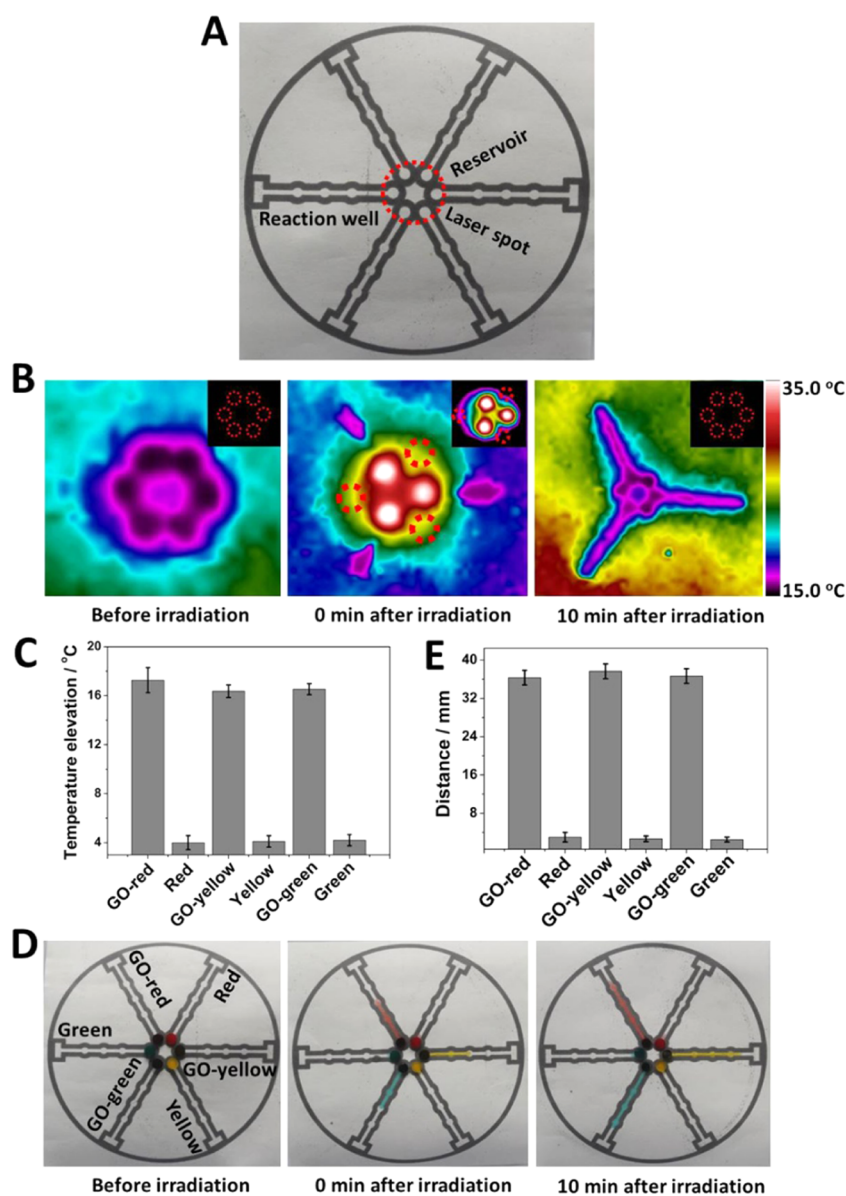 A
Reservoir
Reaction well
Laser spot
B
35.0 °C
15.0 °C
Before irradiation
0 min after irradiation
10 min after irradiation
C
Temperature elevation / °C
20
16
12
8
4
GO-red
Red
GO-yellow
Yellow
GO-green
Green
E
Distance / mm
40
32
24
16
8
GO-red
Red
GO-yellow
Yellow
GO-green
Green
D
GO-red
Red
Green
GO-yellow
GO-green
Yellow
Before irradiation
0 min after irradiation
10 min after irradiation